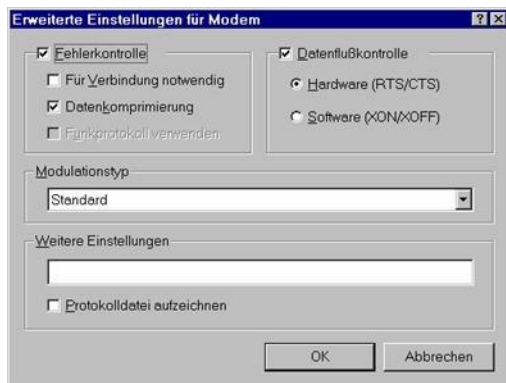 Erweiterte Einstellungen für Modem
Fehlerkontrolle
Für Verbindung notwendig
Datenkomprimierung
Funkprotokoll verwenden
Datenflußkontrolle
Hardware (RTS/CTS)
Software (XON/XOFF)
Modulationstyp
Standard
Weitere Einstellungen
Protokolldatei aufzeichnen
OK
Abbrechen